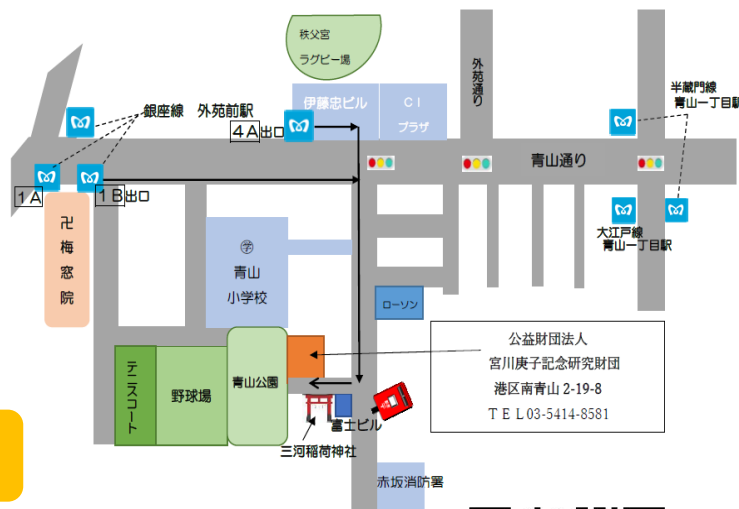 秩父宮
ラグビー場
外苑通り
半蔵門線
青山一丁目駅
銀座線 外苑前駅
伊藤忠ビル
ＣＩ
プラザ
4A出口
青山通り
1A
1B出口
大江戸線
青山一丁目駅
卍
梅窓院
学
青山
小学校
ローソン
公益財団法人
宮川庚子記念研究財団
港区南青山 2-19-8
ＴＥＬ03-5414-8581
テニスコート
野球場
青山公園
富士ビル
三河稲荷神社
赤坂消防署